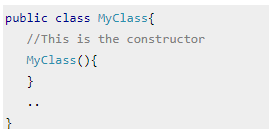 public class MyClass{
   //This is the constructor
   MyClass(){
   }
   ..
}